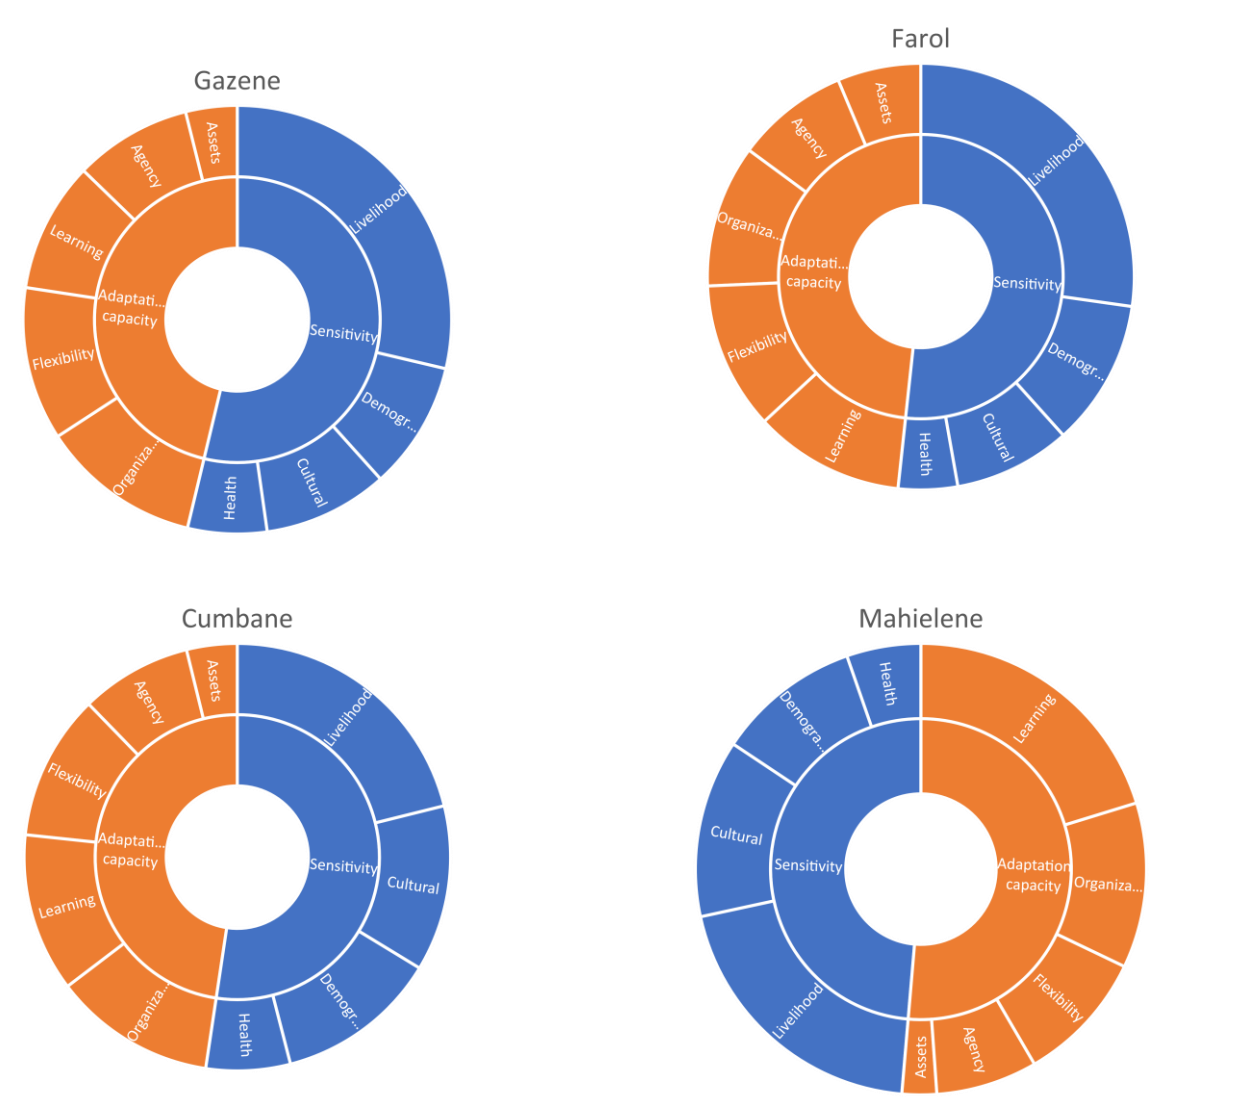 Gazene
Livelihood
Demogr...
Cultural
Health
Organiza...
Flexibility
Learning
Agency
Assets
Sensitivity
Adaptati...
capacity
Farol
Livelihood
Demogr...
Cultural
Health
Learning
Flexibility
Organiza...
Agency
Assets
Sensitivity
Adaptati...
capacity
Cumbane
Livelihood
Cultural
Demogr...
Health
Organiza...
Learning
Flexibility
Agency
Assets
Sensitivity
Adaptati...
capacity
Mahielene
Learning
Organiza...
Flexibility
Agency
Assets
Livelihood
Cultural
Demogra...
Health
Adaptation
capacity
Sensitivity